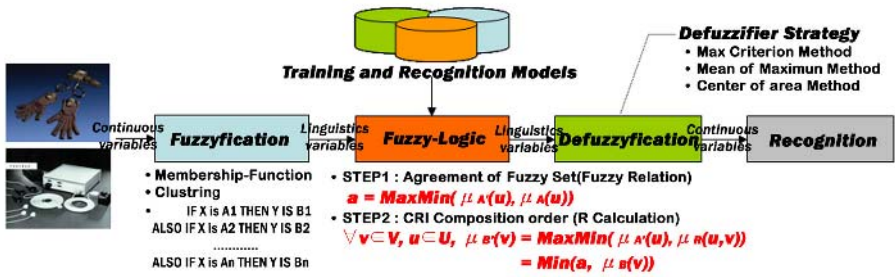 Defuzzifier Strategy
• Max Criterion Method
• Mean of Maximun Method
• Center of area Method
Training and Recognition Models
Continuous variables
Fuzzyfication
Linguistics variables
Fuzzy-Logic
Linguistics variables
Defuzzyfication
Continuous variables
Recognition
• Membership-Function
• Clustring
• IF X is A1 THEN Y IS B1
ALSO IF X is A2 THEN Y IS B2
............
ALSO IF X is An THEN Y IS Bn
• STEP1 : Agreement of Fuzzy Set(Fuzzy Relation)
a = MaxMin( μ A'(u), μ A(u))
• STEP2 : CRI Composition order (R Calculation)
∀v⊂V, u⊂U, μ B'(v) = MaxMin( μ A'(u), μ R(u,v))
= Min(a, μ B(v))